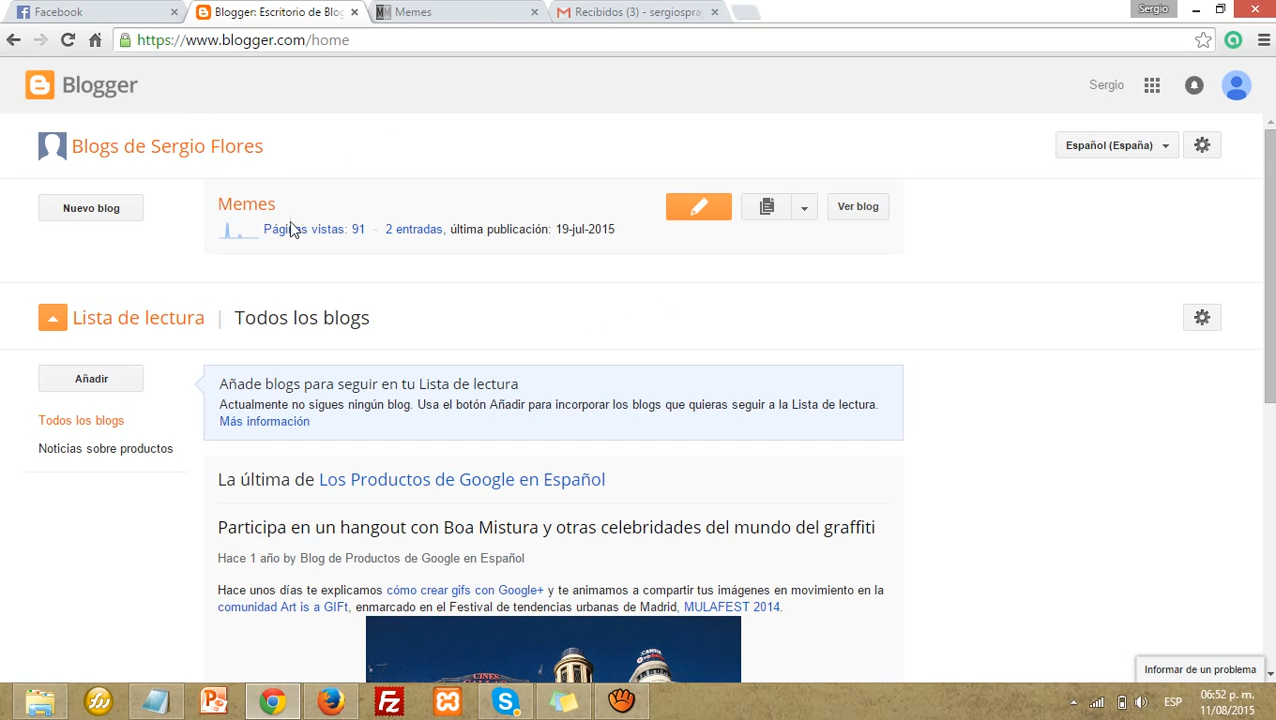 Facebook
Blogger: Escritorio de Blog
Memes
Recibidos (3) - sergiospra
Sergio
https://www.blogger.com/home
Blogger
Sergio
Blogs de Sergio Flores
Español (España)
Nuevo blog
Memes
Ver blog
Páginas vistas: 91 - 2 entradas, última publicación: 19-jul-2015
Lista de lectura | Todos los blogs
Añadir
Añade blogs para seguir en tu Lista de lectura
Actualmente no sigues ningún blog. Usa el botón Añadir para incorporar los blogs que quieras seguir a la Lista de lectura.
Más información
Todos los blogs
Noticias sobre productos
La última de Los Productos de Google en Español
Participa en un hangout con Boa Mistura y otras celebridades del mundo del graffiti
Hace 1 año by Blog de Productos de Google en Español
Hace unos días te explicamos cómo crear gifs con Google+ y te animamos a compartir tus imágenes en movimiento en la
comunidad Art is a GIFt, enmarcado en el Festival de tendencias urbanas de Madrid, MULAFEST 2014.
Informar de un problema
ESP
06:52 p. m.
11/08/2015